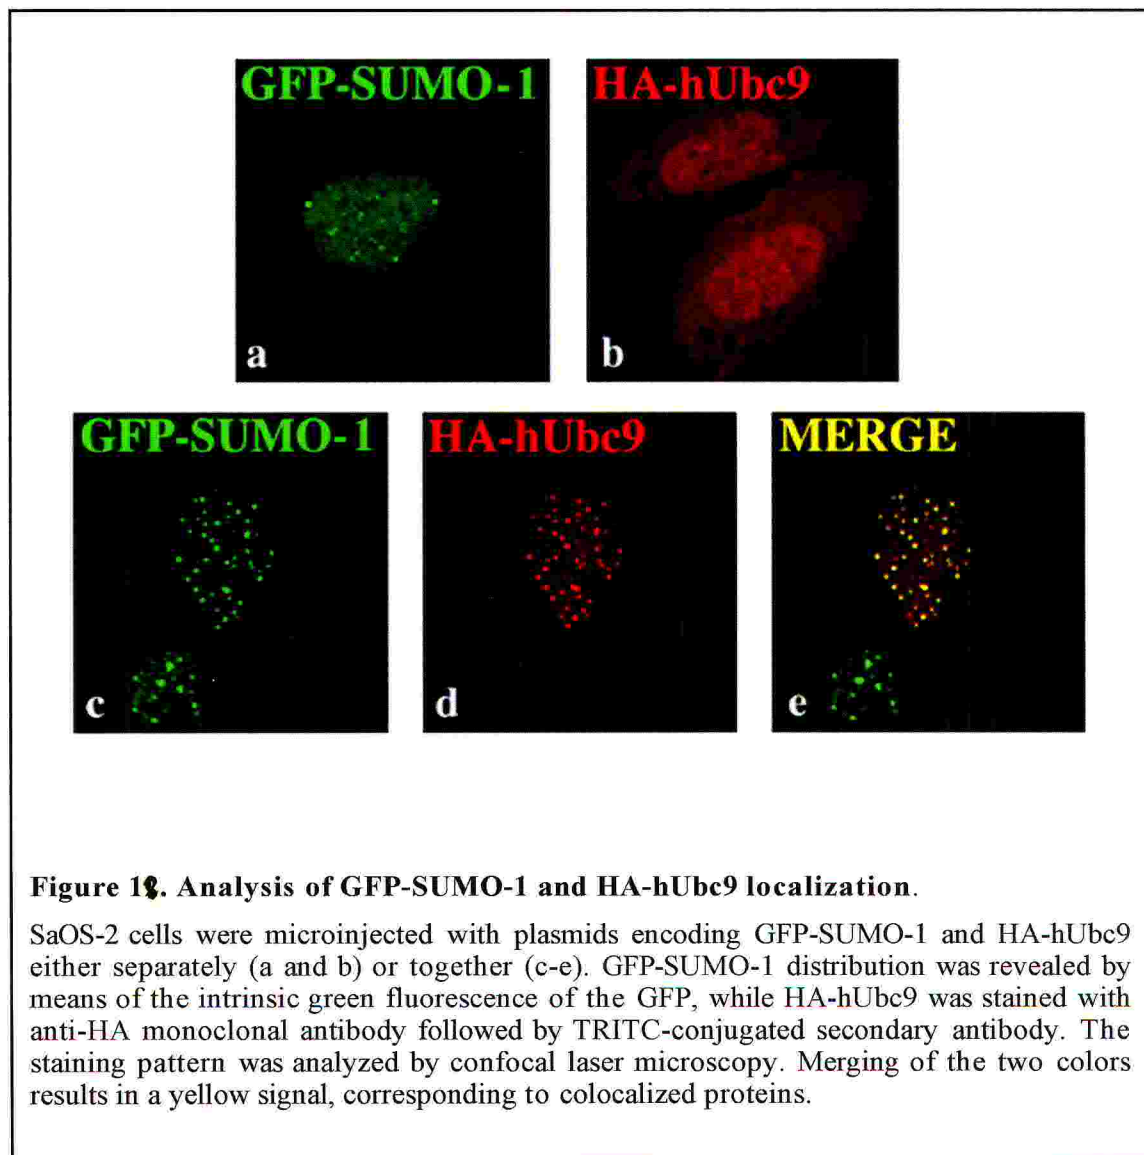 GFP-SUMO-1 HA-hUbc9
a b
GFP-SUMO-1 HA-hUbc9 MERGE
c d e
Figure 1. Analysis of GFP-SUMO-1 and HA-hUbc9 localization.
SaOS-2 cells were microinjected with plasmids encoding GFP-SUMO-1 and HA-hUbc9
either separately (a and b) or together (c-e). GFP-SUMO-1 distribution was revealed by
means of the intrinsic green fluorescence of the GFP, while HA-hUbc9 was stained with
anti-HA monoclonal antibody followed by TRITC-conjugated secondary antibody. The
staining pattern was analyzed by confocal laser microscopy. Merging of the two colors
results in a yellow signal, corresponding to colocalized proteins.